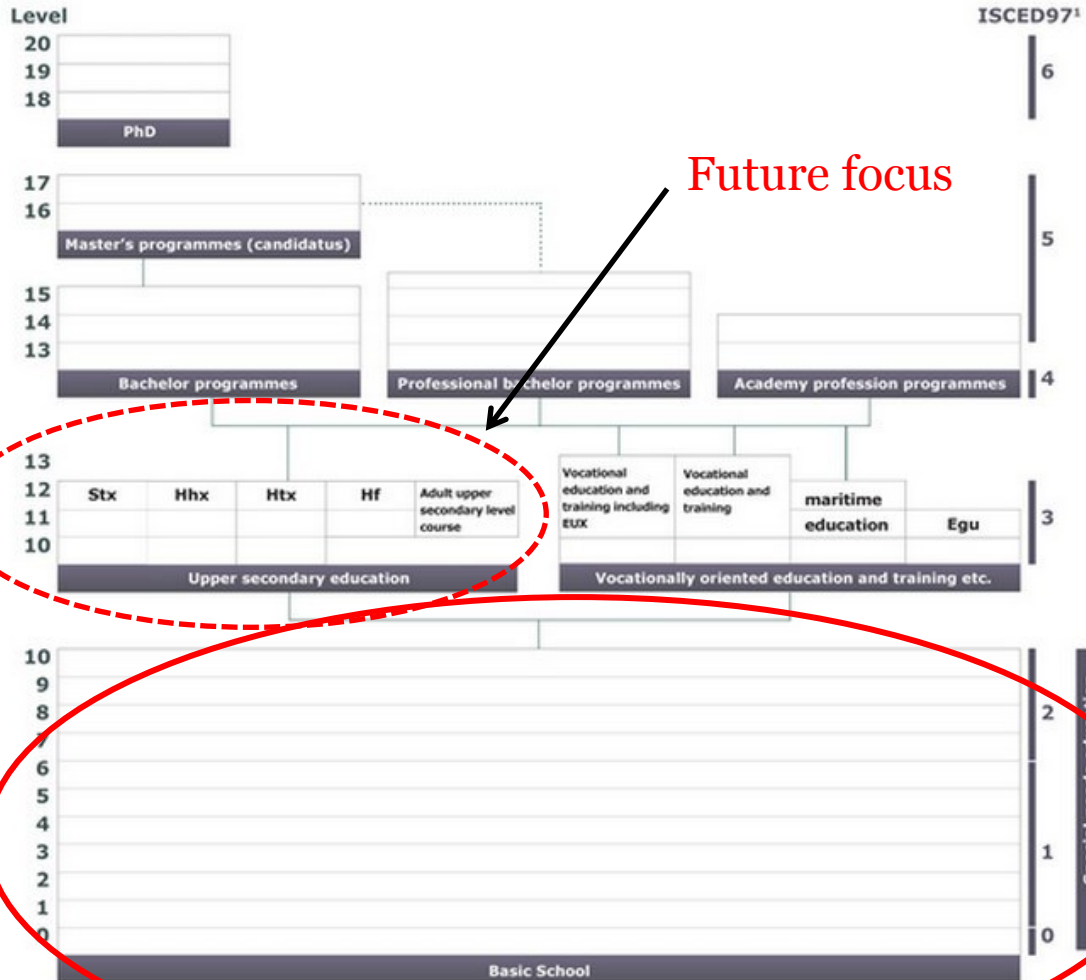 Level
ISCED97¹
20
19
18
6
PhD
Future focus
17
16
5
Master's programmes (candidatus)
15
14
13
Bachelor programmes
Professional bachelor programmes
Academy profession programmes
4
13
12
11
10
Stx
Hhx
Htx
Hf
Adult upper
secondary level
course
Vocational
education and
training including
EUX
Vocational
education and
training
maritime
education
Egu
3
Upper secondary education
Vocationally oriented education and training etc.
10
9
8
7
6
5
4
3
2
1
0
2
1
0
Basic School